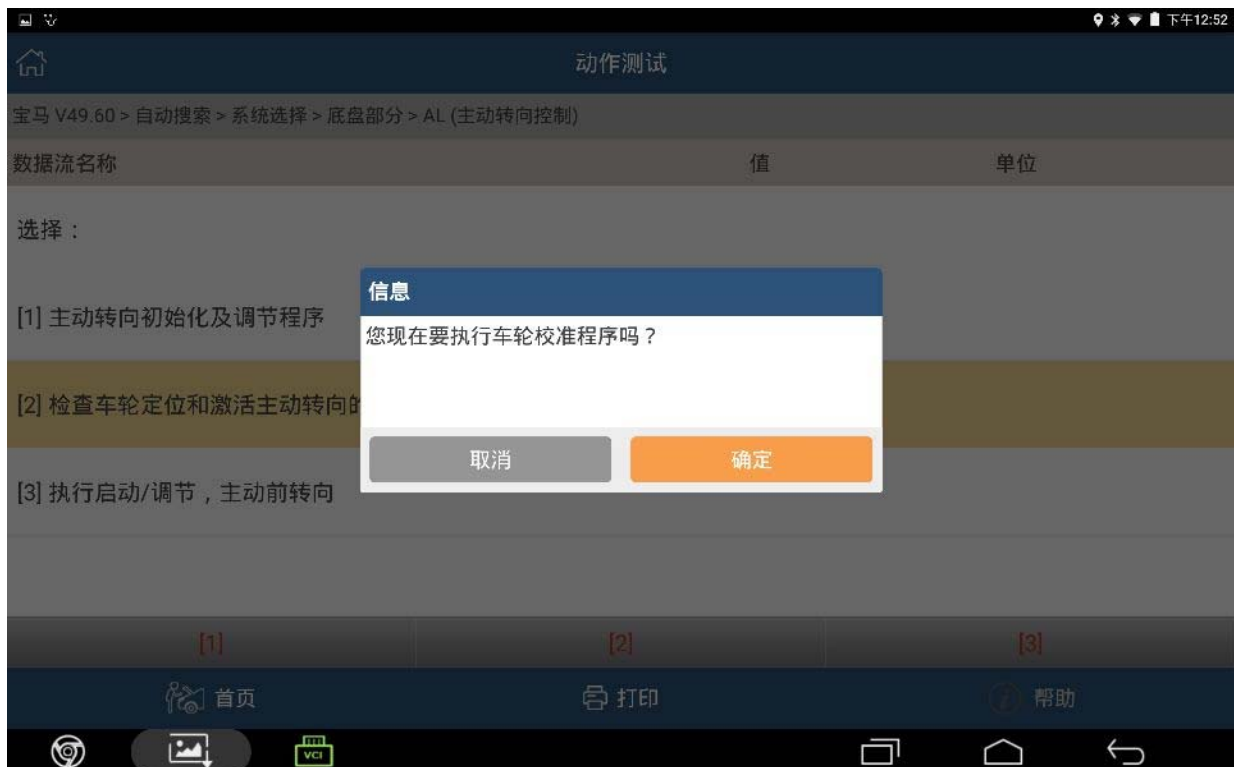 下午12:52
动作测试
宝马 V49.60 > 自动搜索 > 系统选择 > 底盘部分 > AL (主动转向控制)
数据流名称 值 单位
选择：
[1] 主动转向初始化及调节程序
信息
您现在要执行车轮校准程序吗？
[2] 检查车轮定位和激活主动转向的
取消 确定
[3] 执行启动/调节，主动前转向
[1] [2] [3]
首页 打印 帮助
VCI